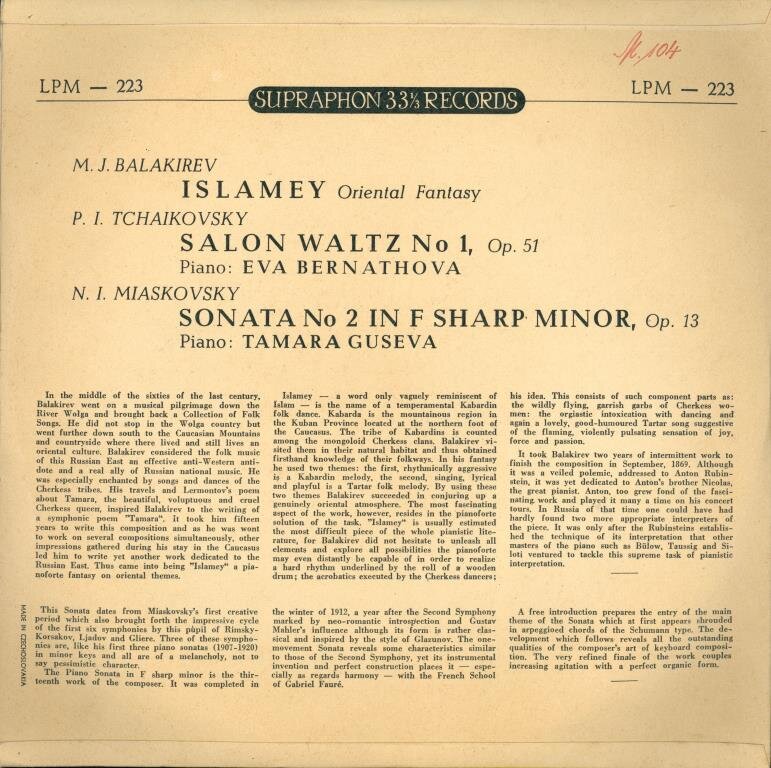 M. 104
LPM — 223
SUPRAPHON 33⅓ RECORDS
LPM — 223
M. J. BALAKIREV
ISLAMEY Oriental Fantasy
P. I. TCHAIKOVSKY
SALON WALTZ No 1, Op. 51
Piano: EVA BERNATHOVA
N. I. MIASKOVSKY
SONATA No 2 IN F SHARP MINOR, Op. 13
Piano: TAMARA GUSEVA
In the middle of the sixties of the last century,
Balakirev went on a musical pilgrimage down the
River Wolga and brought back a Collection of Folk
Songs. He did not stop in the Wolga country but
went further down south to the Caucasian Mountains
and countryside where there lived and still lives an
oriental culture. Balakirev considered the folk music
of this Russian East an effective anti-Western anti-
dote and a real ally of Russian national music. He
was especially enchanted by songs and dances of the
Cherkess tribes. His travels and Lermontov's poem
about Tamara, the beautiful, voluptuous and cruel
Cherkess queen, inspired Balakirev to the writing of
a symphonic poem "Tamara". It took him fifteen
years to write this composition and as he was wont
to work on several compositions simultaneously, other
impressions gathered during his stay in the Caucasus
led him to write yet another work dedicated to the
Russian East. Thus came into being "Islamey" a pia-
noforte fantasy on oriental themes.
Islamey — a word only vaguely reminiscent of
Islam — is the name of a temperamental Kabardin
folk dance. Kabarda is the mountainous region in
the Kuban Province located at the northern foot of
the Caucasus. The tribe of Kabardins is counted
among the mongoloid Cherkess clans. Balakirev vi-
sited them in their natural habitat and thus obtained
firsthand knowledge of their folkways. In his fantasy
he used two themes: the first, rhythmically aggressive
is a Kabardin melody, the second, singing, lyrical
and playful is a Tartar folk melody. By using these
two themes Balakirev succeeded in conjuring up a
genuinely oriental atmosphere. The most fascinating
aspect of the work, however, resides in the pianoforte
solution of the task. "Islamey" is usually estimated
the most difficult piece of the whole pianistic lite-
rature, for Balakirev did not hesitate to unleash all
elements and explore all possibilities the pianoforte
may even distantly be capable of in order to realize
a hard rhythm underlined by the roll of a wooden
drum; the acrobatics executed by the Cherkess dancers;
his idea. This consists of such component parts as:
the wildly flying, garrish garbs of Cherkess wo-
men: the orgiastic intoxication with dancing and
again a lovely, good-humoured Tartar song suggestive
of the flaming, violently pulsating sensation of joy,
force and passion.
It took Balakirev two years of intermittent work to
finish the composition in September, 1869. Although
it was a veiled polemic, addressed to Anton Rubin-
stein, it was yet dedicated to Anton's brother Nicolas,
the great pianist. Anton, too grew fond of the fasci-
nating work and played it many a time on his concert
tours. In Russia of that time one could have had
hardly found two more appropriate interpreters of
the piece. It was only after the Rubinsteins establis-
hed the technique of its interpretation that other
masters of the piano such as Bülow, Taussig and Si-
loti ventured to tackle this supreme task of pianistic
interpretation.
MADE IN CZECHOSLOVAKIA
This Sonata dates from Miaskovsky's first creative
period which also brought forth the impressive cycle
of the first six symphonies by this pupil of Rimsky-
Korsakov, Ljadov and Gliere. Three of these sympho-
nies are, like his first three piano sonatas (1907-1920)
in minor keys and all are of a melancholy, not to
say pessimistic character.
The Piano Sonata in F sharp minor is the thir-
teenth work of the composer. It was completed in
the winter of 1912, a year after the Second Symphony
marked by neo-romantic introspection and Gustav
Mahler's influence although its form is rather clas-
sical and inspired by the style of Glazunov. The one-
movement Sonata reveals some characteristics similar
to those of the Second Symphony, yet its instrumental
invention and perfect construction places it — espe-
cially as regards harmony — with the French School
of Gabriel Fauré.
A free introduction prepares the entry of the main
theme of the Sonata which at first appears shrouded
in arpeggioed chords of the Schumann type. The de-
velopment which follows reveals all the outstanding
qualities of the composer's art of keyboard composi-
tion. The very refined finale of the work couples
increasing agitation with a perfect organic form.